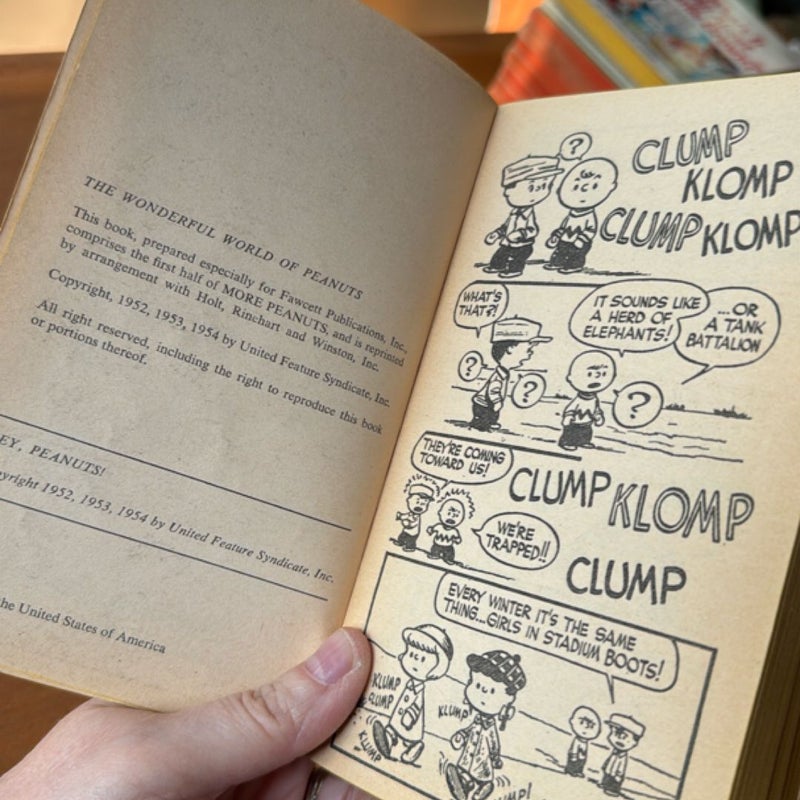 THE WONDERFUL WORLD OF PEANUTS
This book, prepared especially for Fawcett Publications, Inc.,
comprises the first half of MORE PEANUTS, and is reprinted
by arrangement with Holt, Rinehart and Winston, Inc.
Copyright, 1952, 1953, 1954 by United Feature Syndicate, Inc.
All right reserved, including the right to reproduce this book
or portions thereof.
EY, PEANUTS!
yright 1952, 1953, 1954 by United Feature Syndicate, Inc.
the United States of America
?
CLUMP
KLOMP
CLUMP KLOMP
WHAT'S
THAT?!
IT SOUNDS LIKE
A HERD OF
ELEPHANTS!
...OR
A TANK
BATTALION
?
?
?
THEY'RE COMING
TOWARD US!
CLUMP KLOMP
WE'RE
TRAPPED!!
CLUMP
EVERY WINTER IT'S THE SAME
THING...GIRLS IN STADIUM BOOTS!
KLUMP
CLUMP
KLUMP
KLUMP